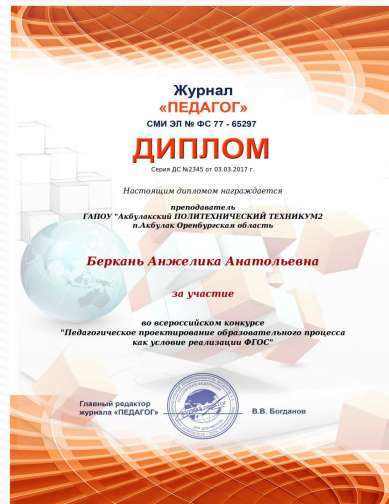 Журнал
«ПЕДАГОГ»
СМИ ЭЛ № ФС 77 - 65297
ДИПЛОМ
Серия ДС №2345 от 03.03.2017 г.
Настоящим дипломом награждается
преподаватель
ГАПОУ "Акбулакский ПОЛИТЕХНИЧЕСКИЙ ТЕХНИКУМ2
п.Акбулак Оренбургская область
Беркань Анжелика Анатольевна
за участие
во всероссийском конкурсе
"Педагогическое проектирование образовательного процесса
как условие реализации ФГОС"
Главный редактор
журнала «ПЕДАГОГ»
В.В. Богданов